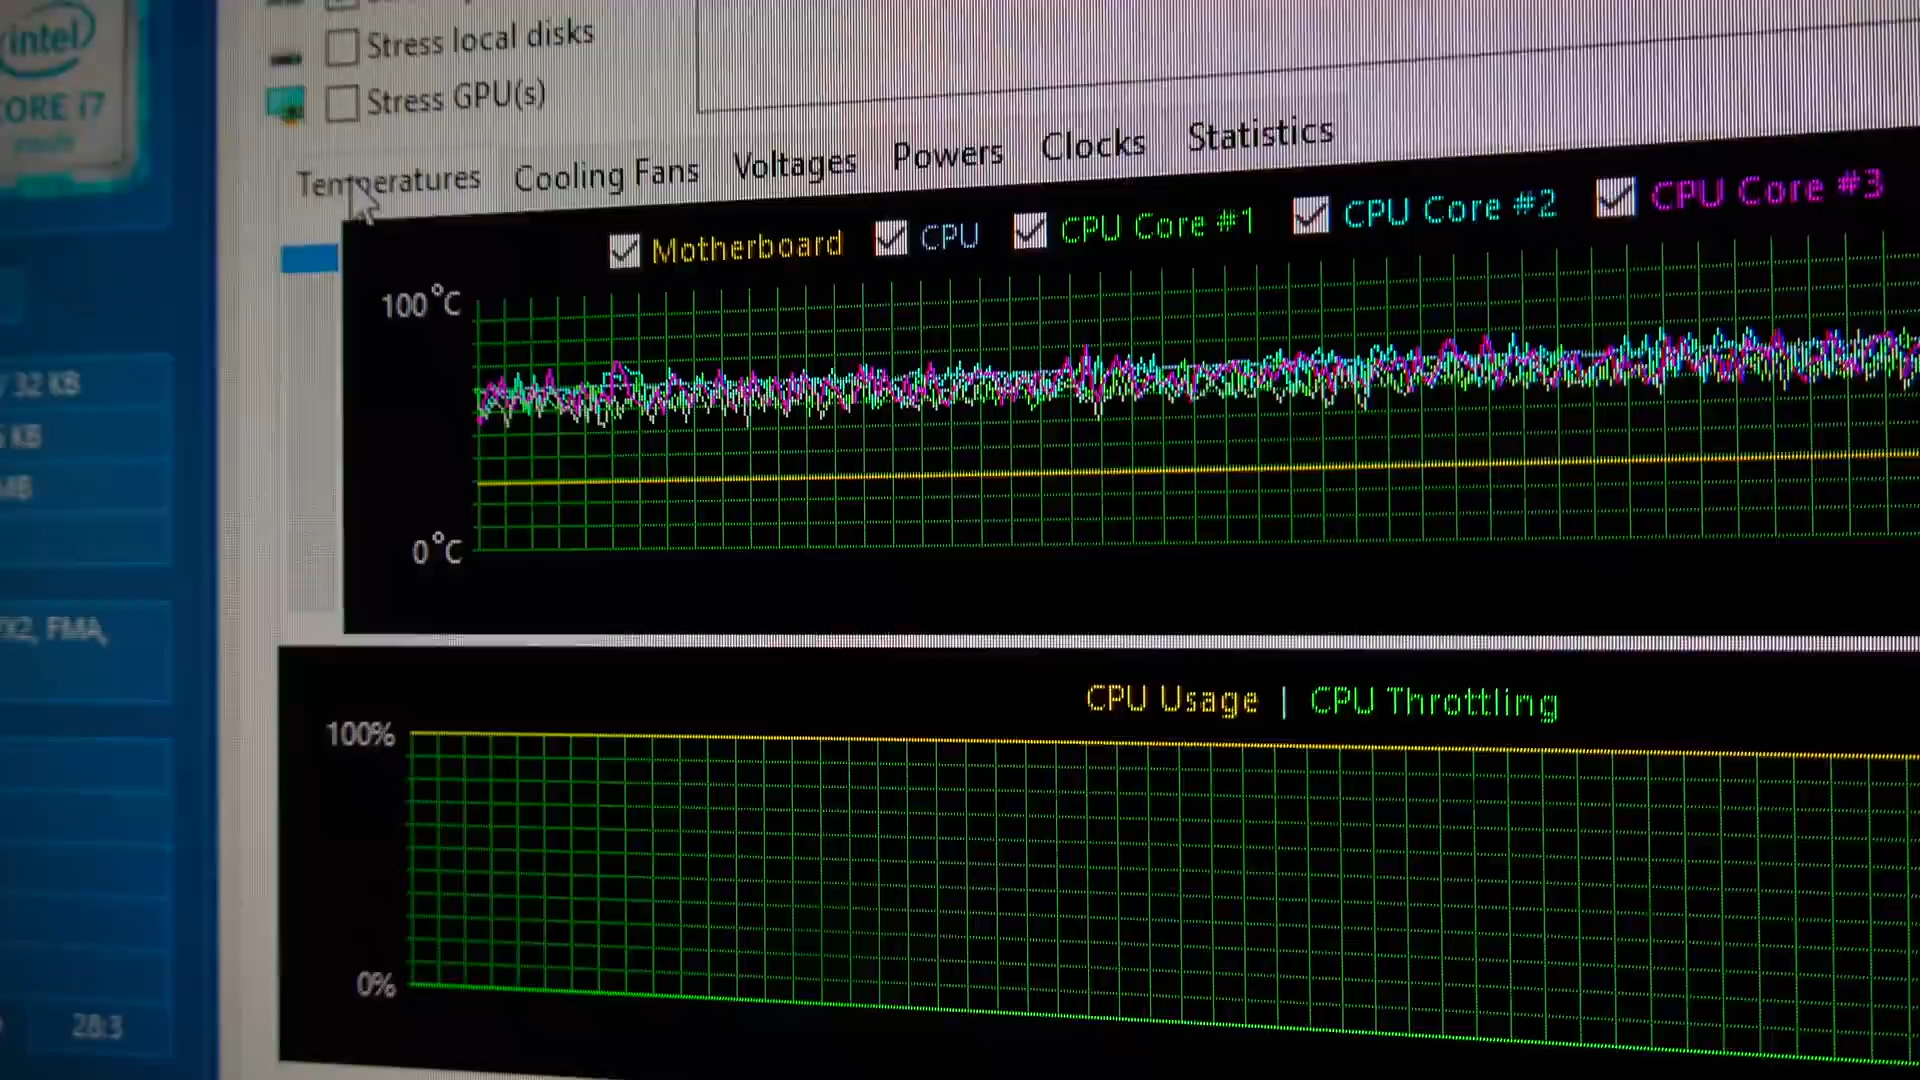 intel
CORE i7
Stress local disks
Stress GPU(s)
Temperatures Cooling Fans Voltages Powers Clocks Statistics
Motherboard CPU CPU Core #1 CPU Core #2 CPU Core #3
100°C
0°C
32 KB
KB
MB
FMA,
28.3
CPU Usage | CPU Throttling
100%
0%